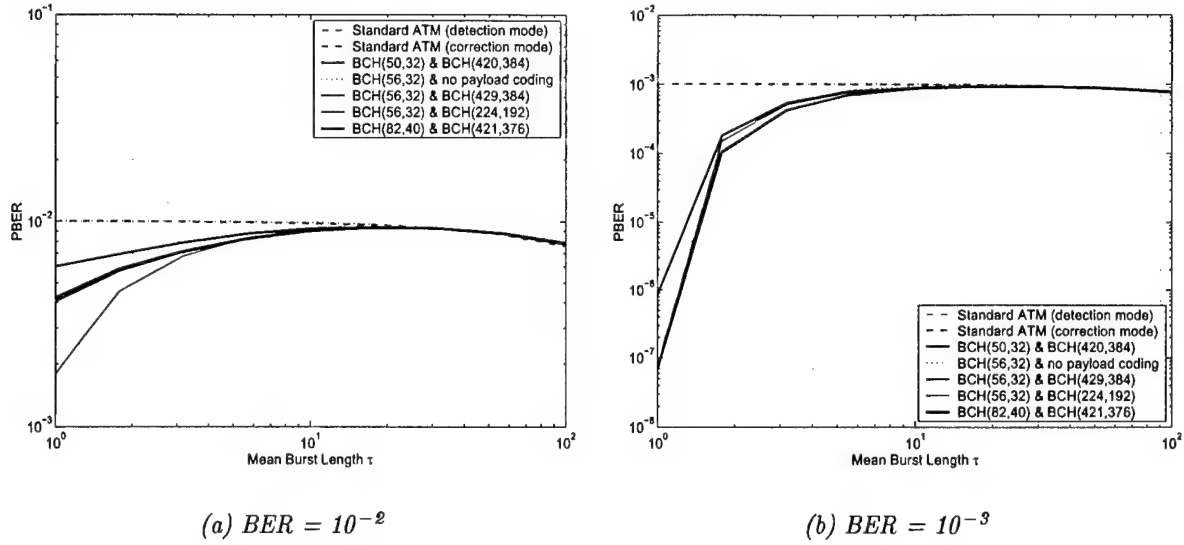 10⁻¹
10⁻²
10⁻³
PBER
10⁰
10¹
10²
Mean Burst Length τ
Standard ATM (detection mode)
Standard ATM (correction mode)
BCH(50,32) & BCH(420,384)
BCH(56,32) & no payload coding
BCH(56,32) & BCH(429,384)
BCH(56,32) & BCH(224,192)
BCH(82,40) & BCH(421,376)
(a) BER = 10⁻²
10⁻²
10⁻³
10⁻⁴
10⁻⁵
10⁻⁶
10⁻⁷
10⁻⁸
PBER
10⁰
10¹
10²
Mean Burst Length τ
Standard ATM (detection mode)
Standard ATM (correction mode)
BCH(50,32) & BCH(420,384)
BCH(56,32) & no payload coding
BCH(56,32) & BCH(429,384)
BCH(56,32) & BCH(224,192)
BCH(82,40) & BCH(421,376)
(b) BER = 10⁻³